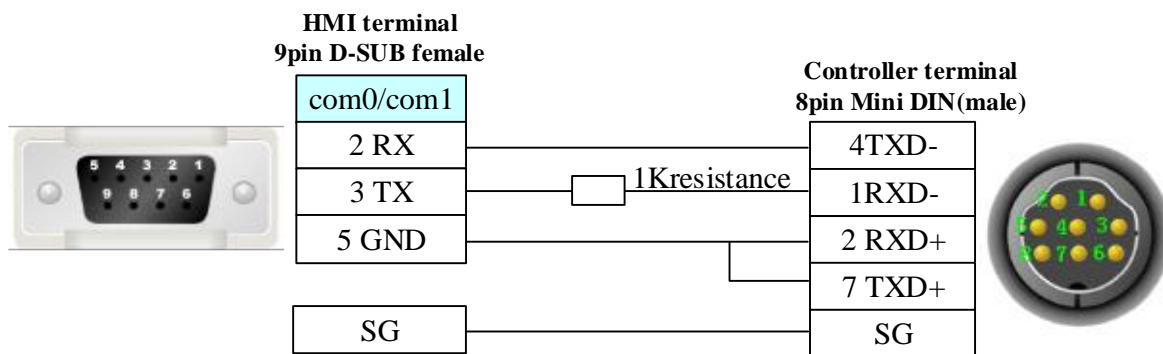 HMI terminal
9pin D-SUB female
com0/com1
2 RX
3 TX
5 GND
SG
1Kresistance
Controller terminal
8pin Mini DIN(male)
4TXD-
1RXD-
2 RXD+
7 TXD+
SG
5 4 3 2 1
9 8 7 6
2 1
5 4 3
8 7 6